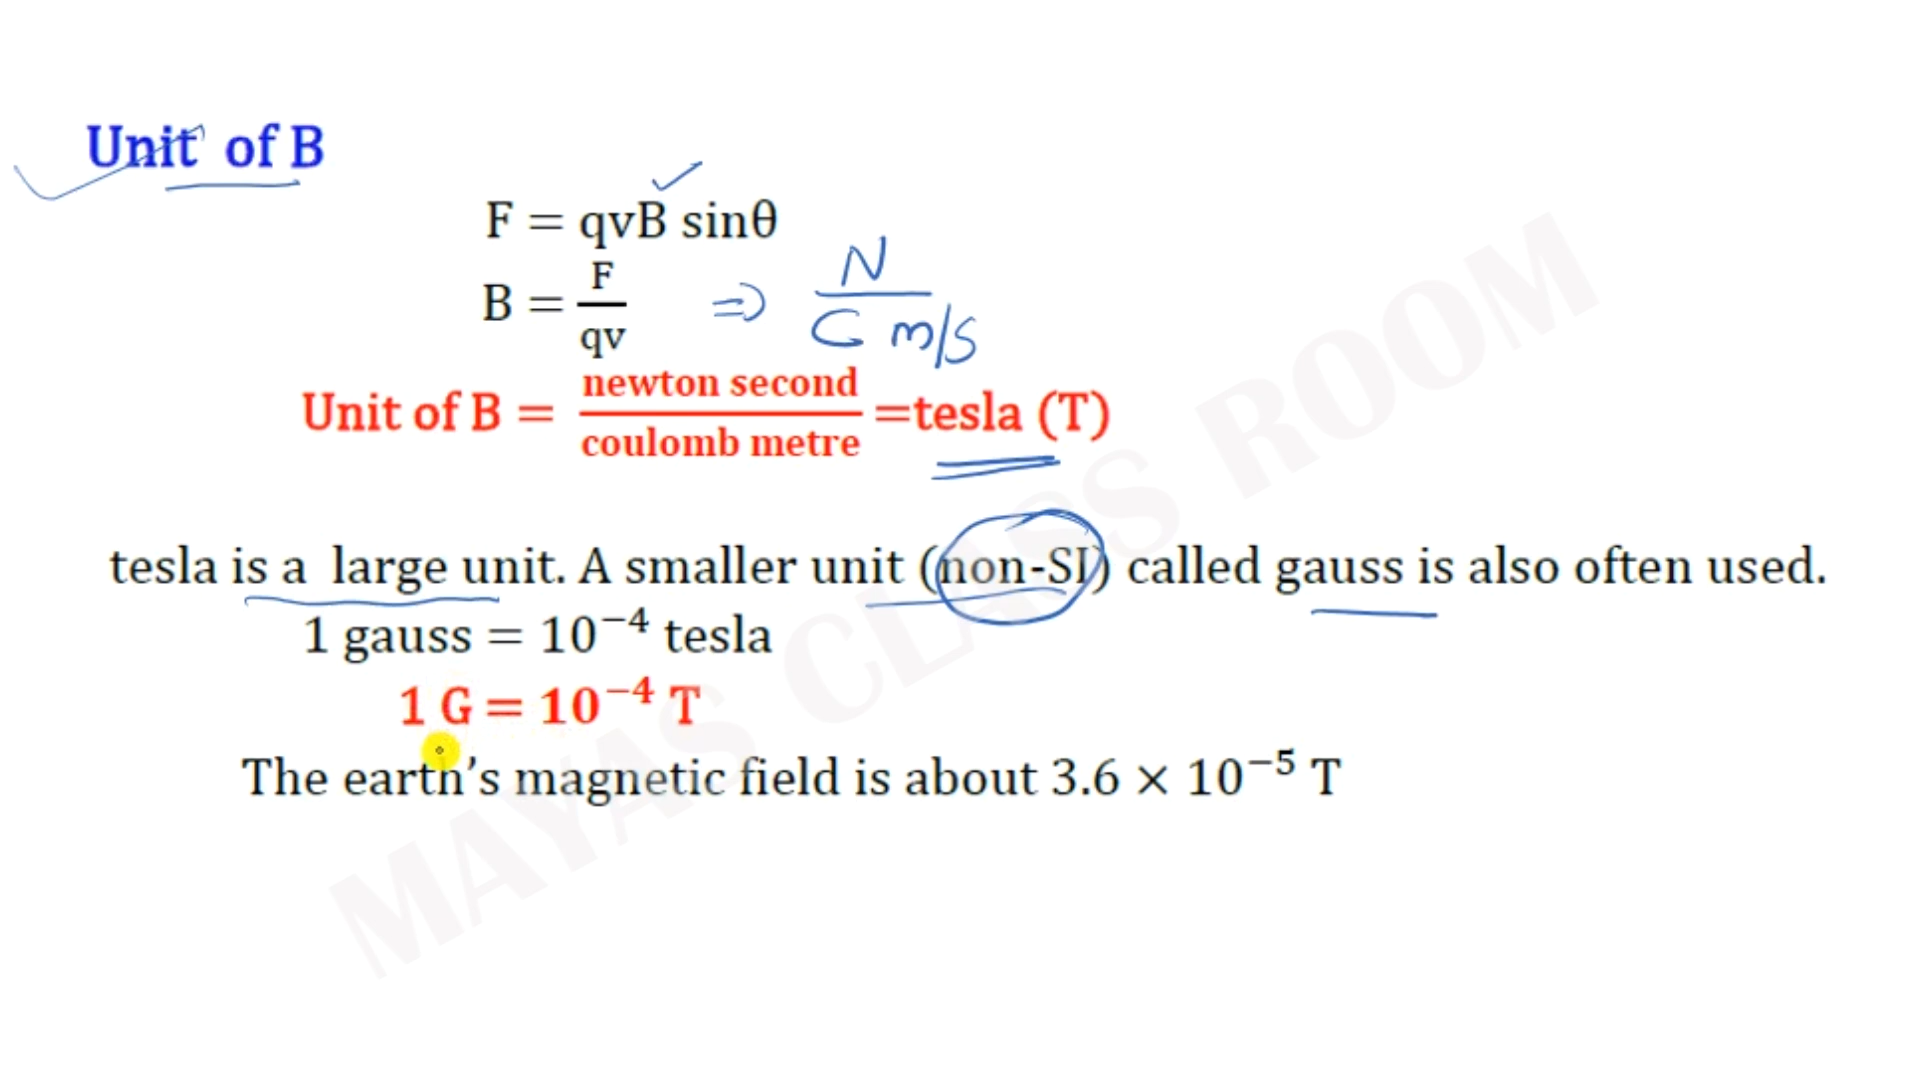 Unit of B
F = qvB sinθ
B = F/qv ⇒ N/C m/s
Unit of B = newton second/coulomb metre =tesla (T)
tesla is a large unit. A smaller unit (non-SI) called gauss is also often used.
1 gauss = 10⁻⁴ tesla
1 G = 10⁻⁴ T
The earth's magnetic field is about 3.6 × 10⁻⁵ T
MAYAS CLASS ROOM